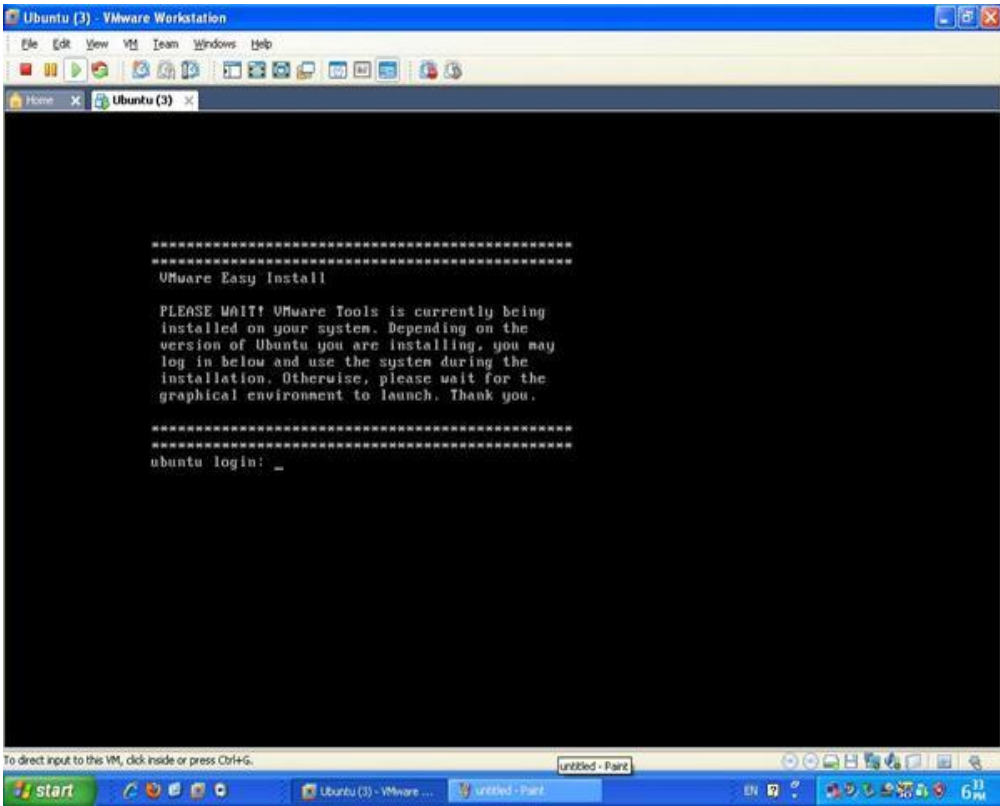 Ubuntu (3) - VMware Workstation
File Edit View VM Team Windows Help
Home Ubuntu (3)
************************************************
************************************************
VMware Easy Install
PLEASE WAIT! VMware Tools is currently being
installed on your system. Depending on the
version of Ubuntu you are installing, you may
log in below and use the system during the
installation. Otherwise, please wait for the
graphical environment to launch. Thank you.
************************************************
************************************************
ubuntu login: _
To direct input to this VM, click inside or press Ctrl+G.
untitled - Paint
start Ubuntu (3) - VMware ... untitled - Paint EN 6:33 PM